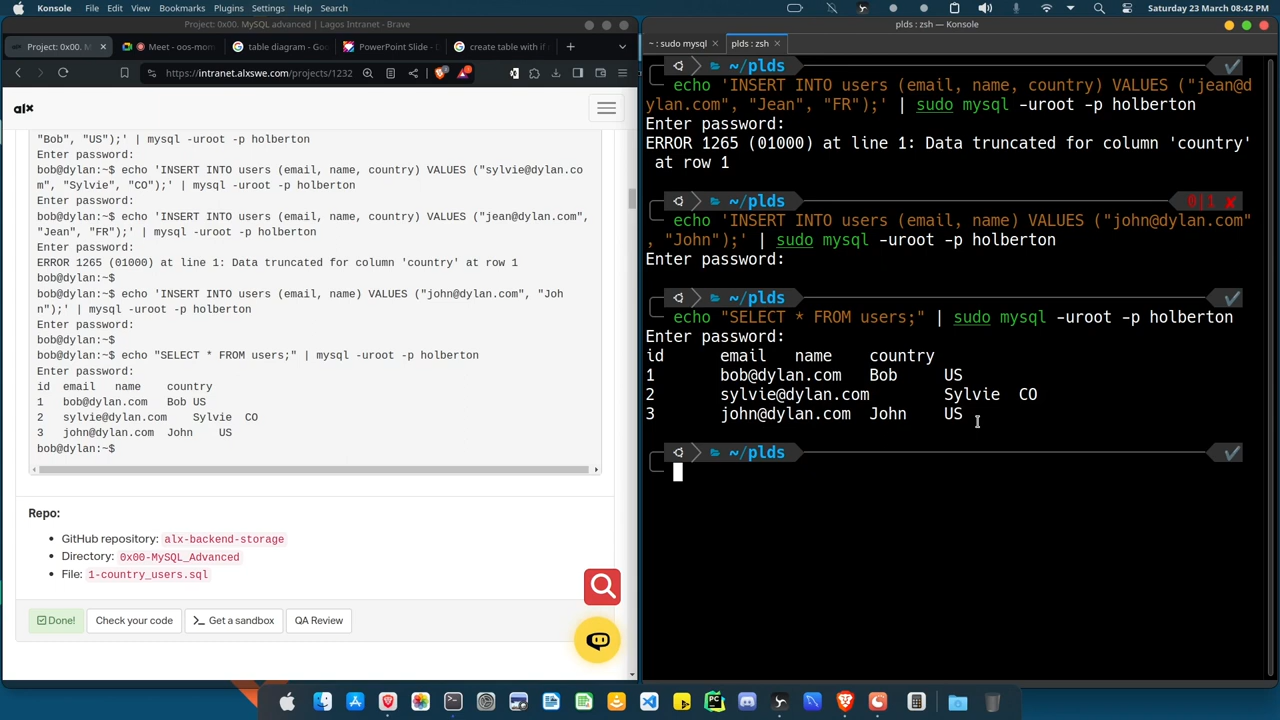 Konsole File Edit View Bookmarks Plugins Settings Help Search
Saturday 23 March 08:42 PM
Project: 0x00. MySQL advanced | Lagos Intranet - Brave
Project: 0x00. M
Meet - oos-mom
table diagram - Goo
PowerPoint Slide -
create table with if
https://intranet.alxswe.com/projects/1232
alx
"Bob", "US");' | mysql -uroot -p holberton
Enter password:
bob@dylan:~$ echo 'INSERT INTO users (email, name, country) VALUES ("sylvie@dylan.co
m", "Sylvie", "CO");' | mysql -uroot -p holberton
Enter password:
bob@dylan:~$ echo 'INSERT INTO users (email, name, country) VALUES ("jean@dylan.com",
"Jean", "FR");' | mysql -uroot -p holberton
Enter password:
ERROR 1265 (01000) at line 1: Data truncated for column 'country' at row 1
bob@dylan:~$
bob@dylan:~$ echo 'INSERT INTO users (email, name) VALUES ("john@dylan.com", "Joh
n");' | mysql -uroot -p holberton
Enter password:
bob@dylan:~$
bob@dylan:~$ echo "SELECT * FROM users;" | mysql -uroot -p holberton
Enter password:
id email name country
1 bob@dylan.com Bob US
2 sylvie@dylan.com Sylvie CO
3 john@dylan.com John US
bob@dylan:~$
Repo:
GitHub repository: alx-backend-storage
Directory: 0x00-MySQL_Advanced
File: 1-country_users.sql
Done! Check your code >_ Get a sandbox QA Review
plds : zsh — Konsole
~ : sudo mysql
plds : zsh
~/plds
echo 'INSERT INTO users (email, name, country) VALUES ("jean@d
ylan.com", "Jean", "FR");' | sudo mysql -uroot -p holberton
Enter password:
ERROR 1265 (01000) at line 1: Data truncated for column 'country'
at row 1
~/plds 0|1 ✘
echo 'INSERT INTO users (email, name) VALUES ("john@dylan.com"
, "John");' | sudo mysql -uroot -p holberton
Enter password:
~/plds
echo "SELECT * FROM users;" | sudo mysql -uroot -p holberton
Enter password:
id email name country
1 bob@dylan.com Bob US
2 sylvie@dylan.com Sylvie CO
3 john@dylan.com John US
~/plds